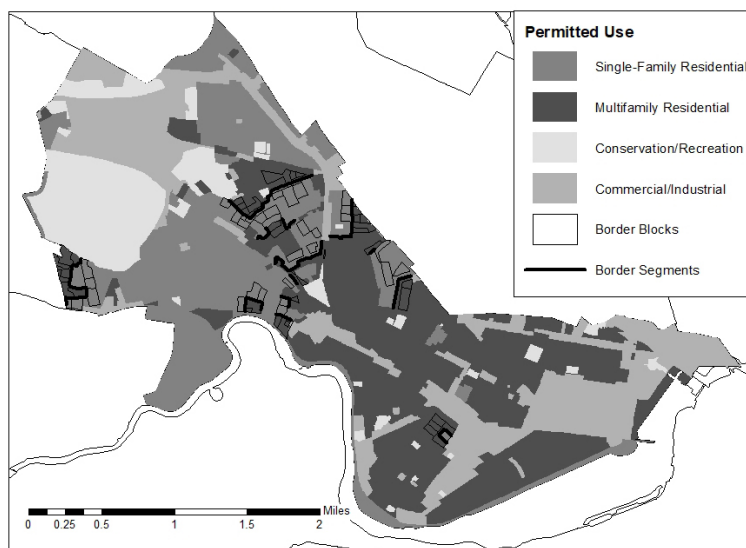 Permitted Use
Single-Family Residential
Multifamily Residential
Conservation/Recreation
Commercial/Industrial
Border Blocks
Border Segments
Miles
0 0.25 0.5 1 1.5 2